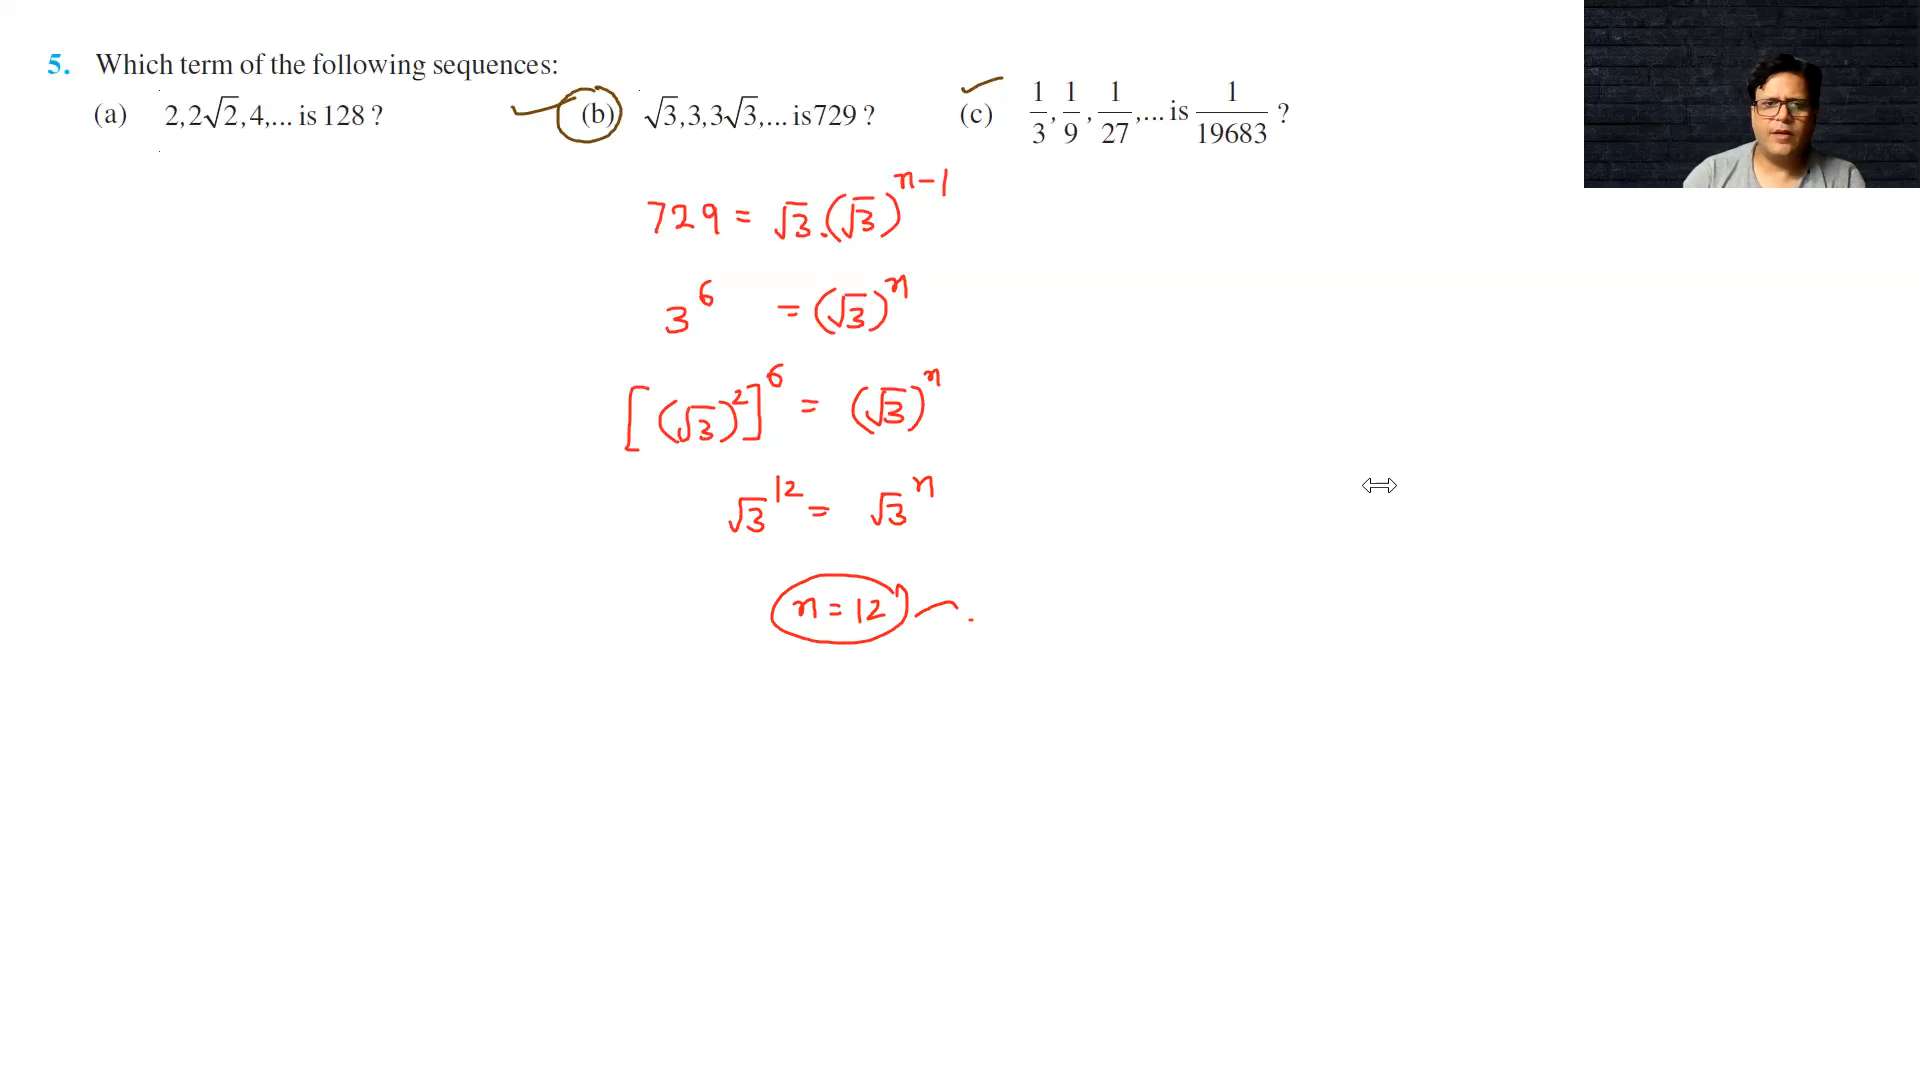 5. Which term of the following sequences:
(a) 2,2√2,4,... is 128 ? (b) √3,3,3√3,... is 729 ? (c) 1/3, 1/9, 1/27,... is 1/19683 ?
729 = √3.(√3)^(n-1)
3^6 = (√3)^n
[(√3)^2]^6 = (√3)^n
√3^12 = √3^n
n = 12